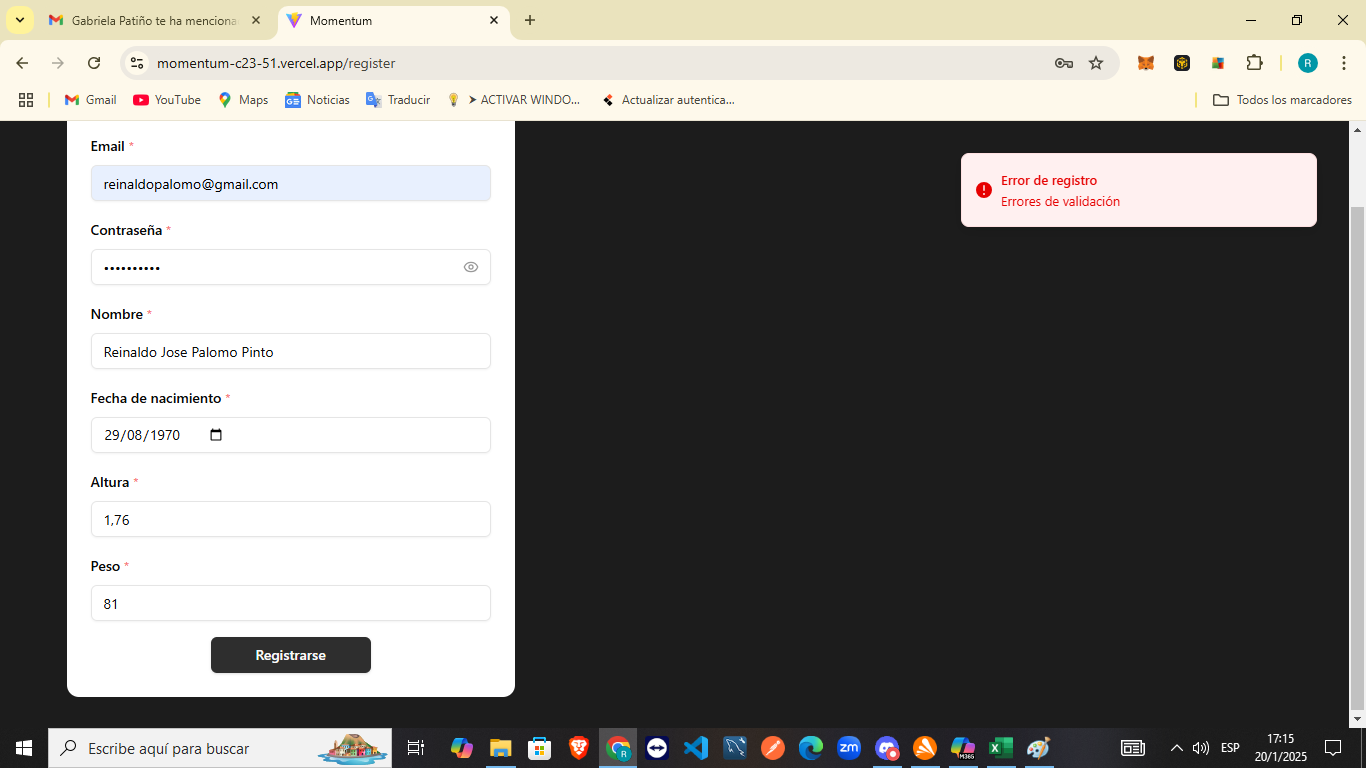 Gabriela Patiño te ha menciona
Momentum
momentum-c23-51.vercel.app/register
R
Gmail
YouTube
Maps
Noticias
Traducir
➤ ACTIVAR WINDO...
Actualizar autentica...
Todos los marcadores
Email *
reinaldopalomo@gmail.com
Contraseña *
••••••••••
Nombre *
Reinaldo Jose Palomo Pinto
Fecha de nacimiento *
29/08/1970
Altura *
1,76
Peso *
81
Registrarse
Error de registro
Errores de validación
Escribe aquí para buscar
R
zm
M365
ESP
17:15
20/1/2025